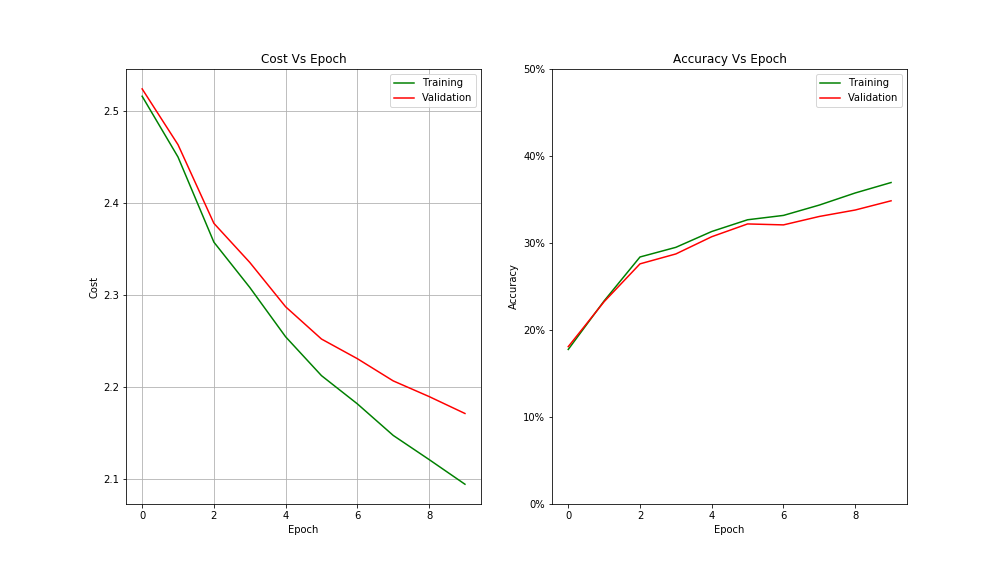 Cost Vs Epoch
Training
Validation
2.5
2.4
2.3
2.2
2.1
Cost
0 2 4 6 8
Epoch
Accuracy Vs Epoch
Training
Validation
50%
40%
30%
20%
10%
0%
Accuracy
0 2 4 6 8
Epoch